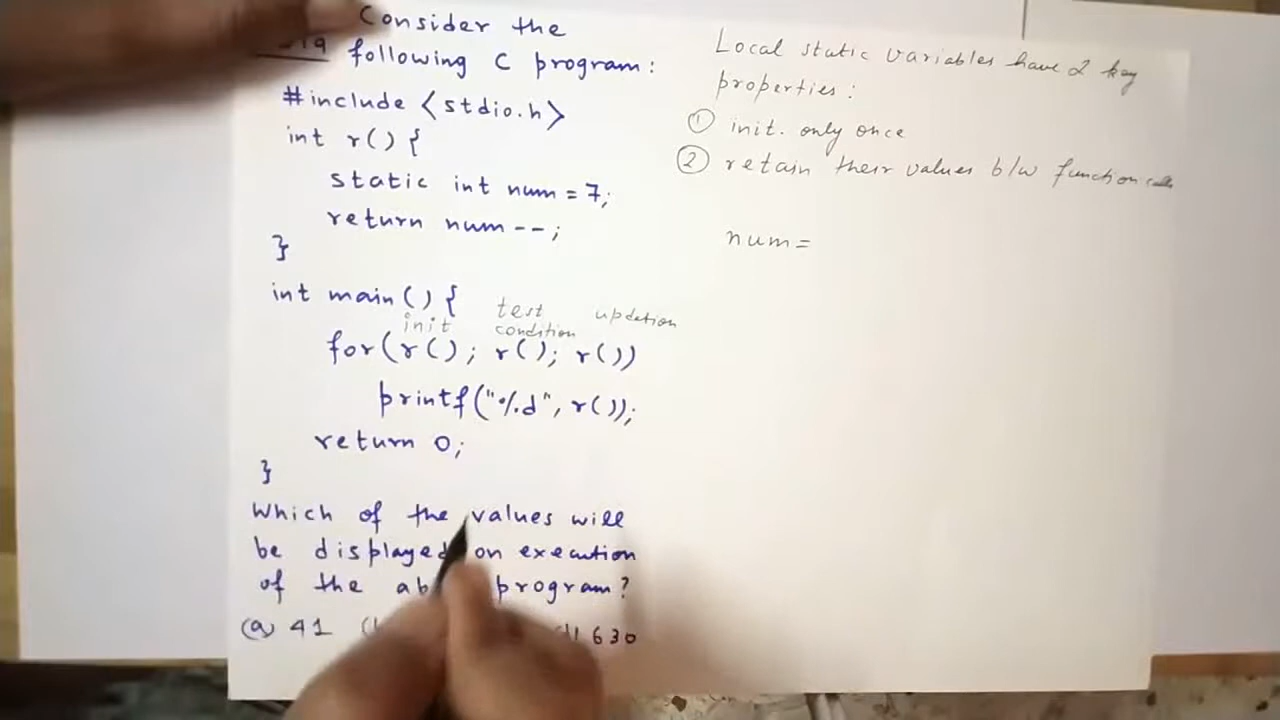 Consider the
following C program:
#include <stdio.h>
int r(){
static int num=7;
return num--;
}
int main(){
test updation
init condition
for(r(); r(); r())
printf("%d", r());
return 0;
}
Which of the values will
be displayed on execution
of the program?
(a) 41 630
Local static variables have 2 key
properties:
① init. only once
② retain their values b/w function calls
num=